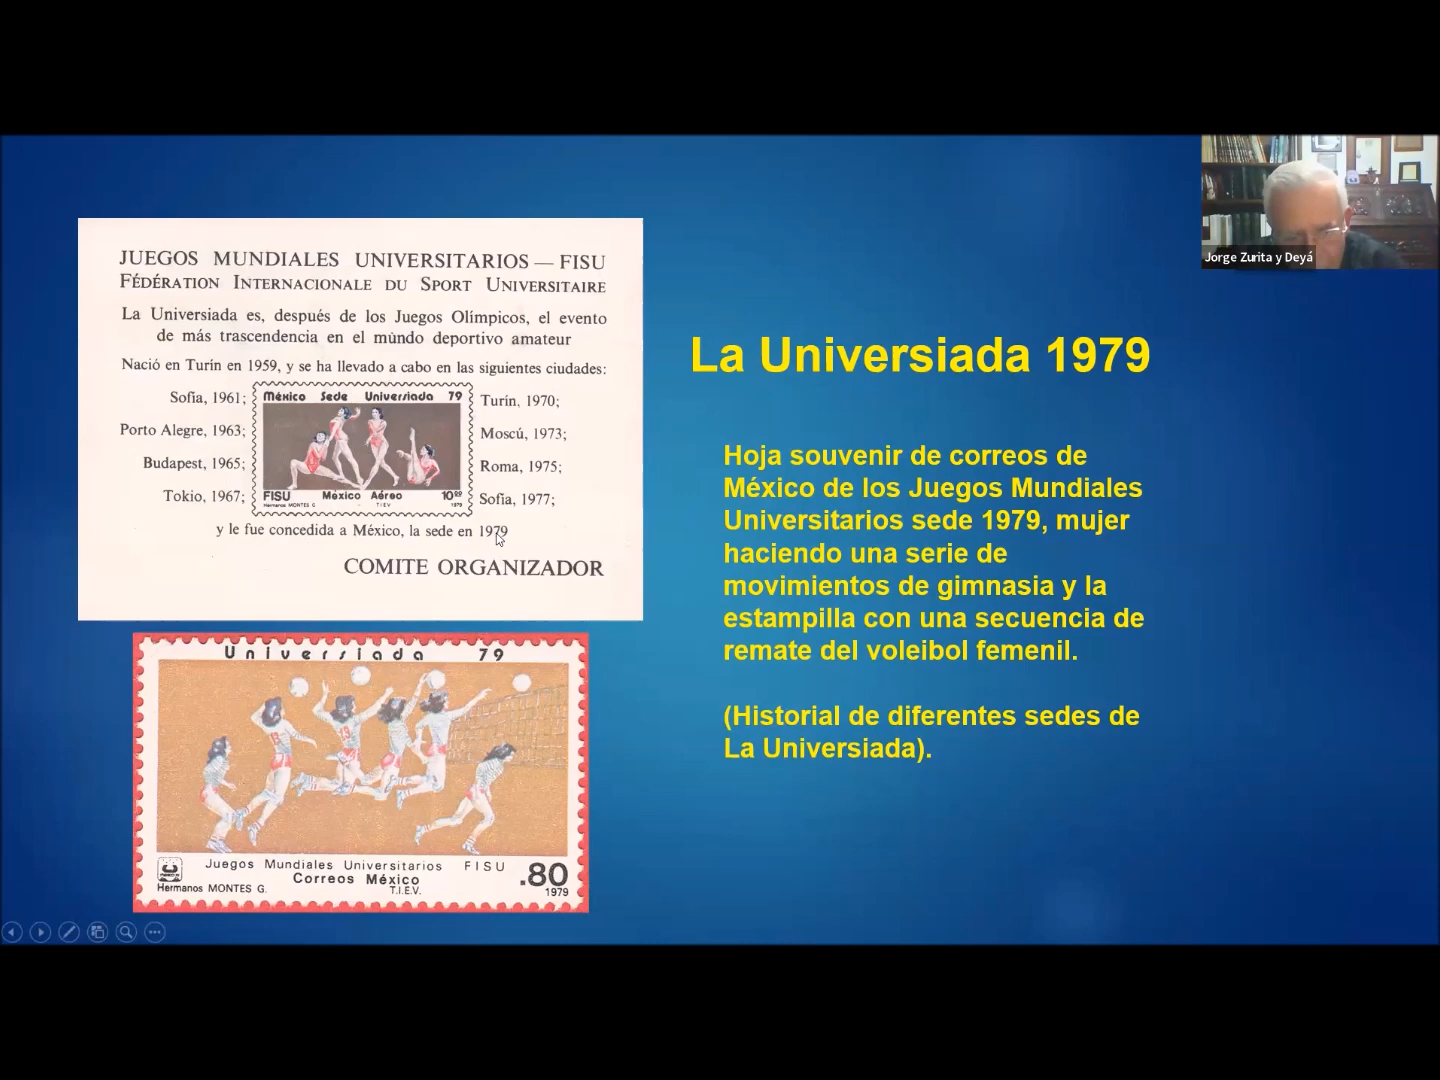 JUEGOS MUNDIALES UNIVERSITARIOS — FISU
FÉDÉRATION INTERNACIONALE DU SPORT UNIVERSITAIRE
La Universiada es, después de los Juegos Olímpicos, el evento
de más trascendencia en el mundo deportivo amateur
Nació en Turín en 1959, y se ha llevado a cabo en las siguientes ciudades:
Sofía, 1961;
Porto Alegre, 1963;
Budapest, 1965;
Tokio, 1967;
México Sede Universiada 79
FISU México Aéreo 10.00
Hermanos MONTES G. T I E V 1979
Turín, 1970;
Moscú, 1973;
Roma, 1975;
Sofía, 1977;
y le fue concedida a México, la sede en 1979
COMITE ORGANIZADOR
Universiada 79
13
13
Juegos Mundiales Universitarios FISU
Correos México
.80
Hermanos MONTES G.
T.I.E.V.
1979
La Universiada 1979
Hoja souvenir de correos de
México de los Juegos Mundiales
Universitarios sede 1979, mujer
haciendo una serie de
movimientos de gimnasia y la
estampilla con una secuencia de
remate del voleibol femenil.
(Historial de diferentes sedes de
La Universiada).
Jorge Zurita y Deyá